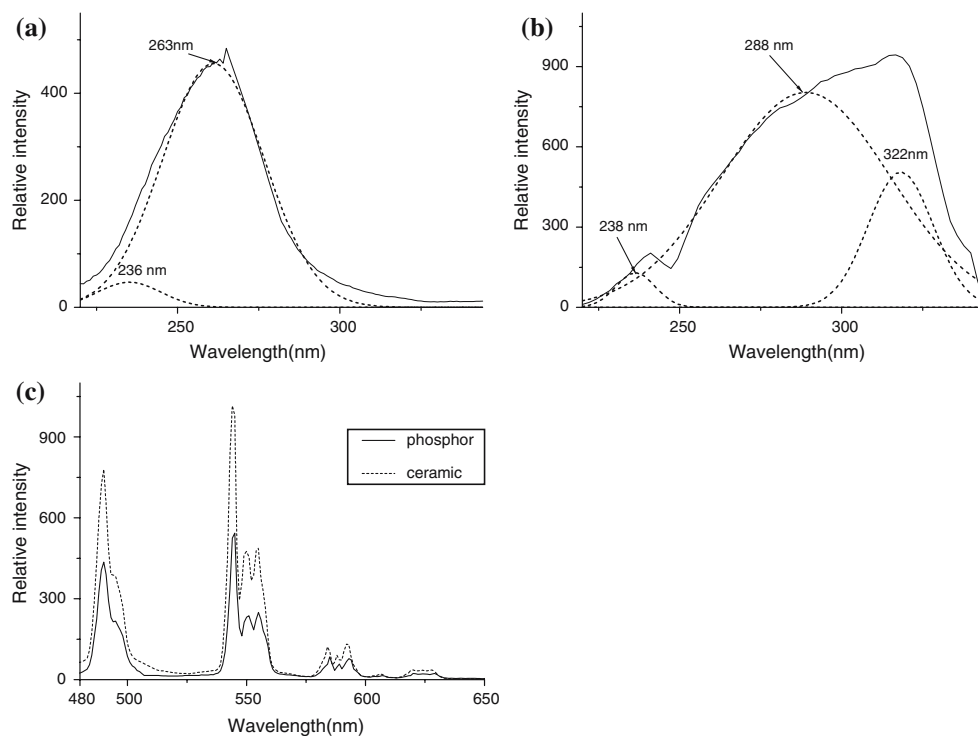 (a)
263nm
236 nm
Relative intensity
400
200
0
250
300
Wavelength(nm)
(b)
288 nm
322nm
238 nm
Relative intensity
900
600
300
0
250
300
Wavelength(nm)
(c)
phosphor
ceramic
Relative intensity
900
600
300
0
480
500
550
600
650
Wavelength(nm)